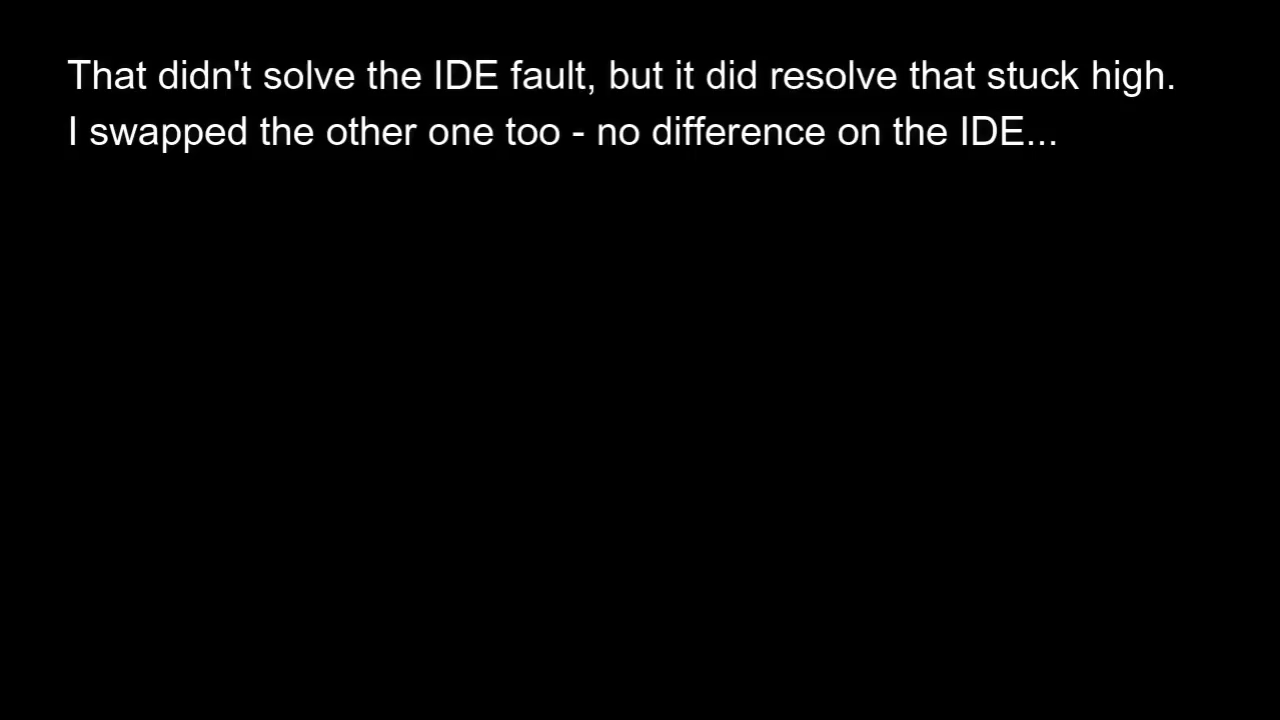 That didn't solve the IDE fault, but it did resolve that stuck high.
I swapped the other one too - no difference on the IDE...